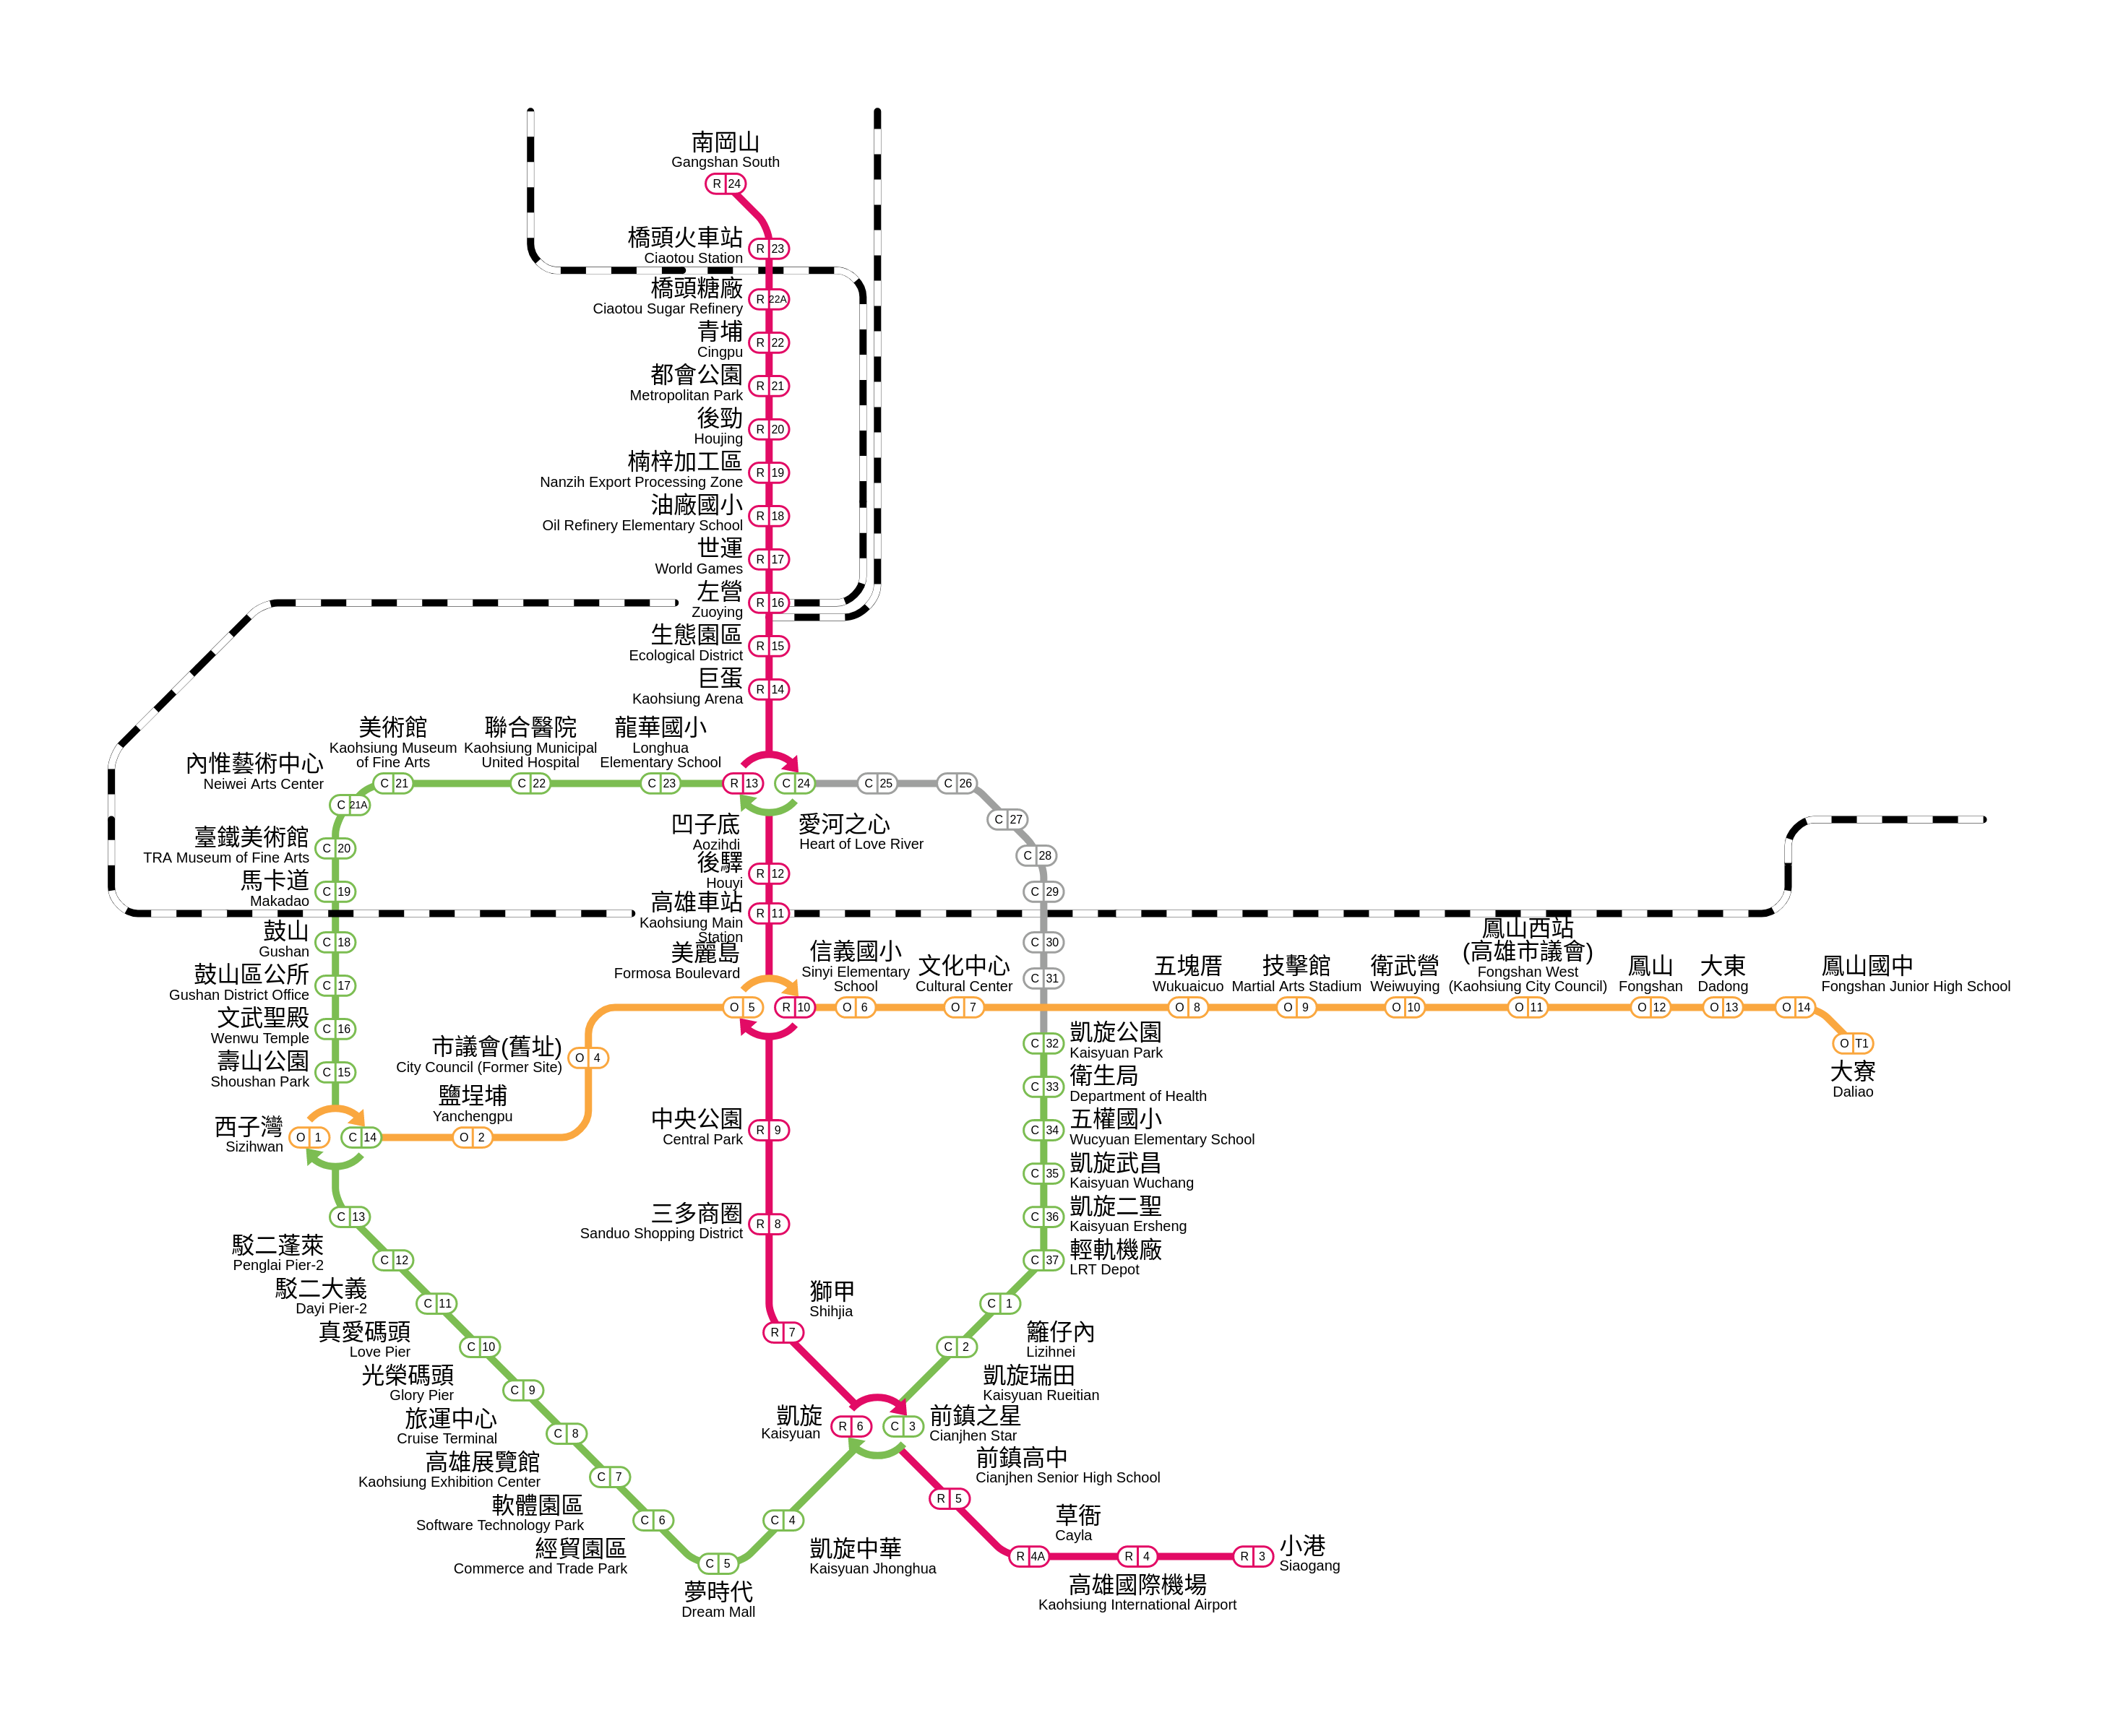 南岡山
Gangshan South
R 24
橋頭火車站
Ciaotou Station
R 23
橋頭糖廠
Ciaotou Sugar Refinery
R 22A
青埔
Cingpu
R 22
都會公園
Metropolitan Park
R 21
後勁
Houjing
R 20
楠梓加工區
Nanzih Export Processing Zone
R 19
油廠國小
Oil Refinery Elementary School
R 18
世運
World Games
R 17
左營
Zuoying
R 16
生態園區
Ecological District
R 15
巨蛋
Kaohsiung Arena
R 14
內惟藝術中心
Neiwei Arts Center
C 21A
美術館
Kaohsiung Museum
of Fine Arts
C 21
聯合醫院
Kaohsiung Municipal
United Hospital
C 22
龍華國小
Longhua
Elementary School
C 23
R 13
C 24
C 25
C 26
C 27
C 28
C 29
C 30
C 31
凹子底
Aozihdi
愛河之心
Heart of Love River
臺鐵美術館
TRA Museum of Fine Arts
C 20
馬卡道
Makadao
C 19
後驛
Houyi
R 12
高雄車站
Kaohsiung Main
Station
R 11
鼓山
Gushan
C 18
鼓山區公所
Gushan District Office
C 17
文武聖殿
Wenwu Temple
C 16
壽山公園
Shoushan Park
C 15
美麗島
Formosa Boulevard
O 5
R 10
信義國小
Sinyi Elementary
School
O 6
文化中心
Cultural Center
O 7
五塊厝
Wukuaicuo
O 8
技擊館
Martial Arts Stadium
O 9
衛武營
Weiwuying
O 10
鳳山西站
(高雄市議會)
Fongshan West
(Kaohsiung City Council)
O 11
鳳山
Fongshan
O 12
大東
Dadong
O 13
鳳山國中
Fongshan Junior High School
O 14
O T1
大寮
Daliao
市議會(舊址)
City Council (Former Site)
O 4
鹽埕埔
Yanchengpu
O 2
西子灣
Sizihwan
O 1
C 14
凱旋公園
Kaisyuan Park
C 32
衛生局
Department of Health
C 33
五權國小
Wucyuan Elementary School
C 34
凱旋武昌
Kaisyuan Wuchang
C 35
凱旋二聖
Kaisyuan Ersheng
C 36
輕軌機廠
LRT Depot
C 37
中央公園
Central Park
R 9
三多商圈
Sanduo Shopping District
R 8
獅甲
Shihjia
R 7
C 13
駁二蓬萊
Penglai Pier-2
C 12
駁二大義
Dayi Pier-2
C 11
真愛碼頭
Love Pier
C 10
光榮碼頭
Glory Pier
C 9
旅運中心
Cruise Terminal
C 8
高雄展覽館
Kaohsiung Exhibition Center
C 7
軟體園區
Software Technology Park
C 6
經貿園區
Commerce and Trade Park
C 5
夢時代
Dream Mall
C 4
凱旋中華
Kaisyuan Jhonghua
C 1
籬仔內
Lizihnei
C 2
凱旋瑞田
Kaisyuan Rueitian
凱旋
Kaisyuan
R 6
C 3
前鎮之星
Cianjhen Star
前鎮高中
Cianjhen Senior High School
R 5
草衙
Cayla
R 4A
R 4
高雄國際機場
Kaohsiung International Airport
R 3
小港
Siaogang